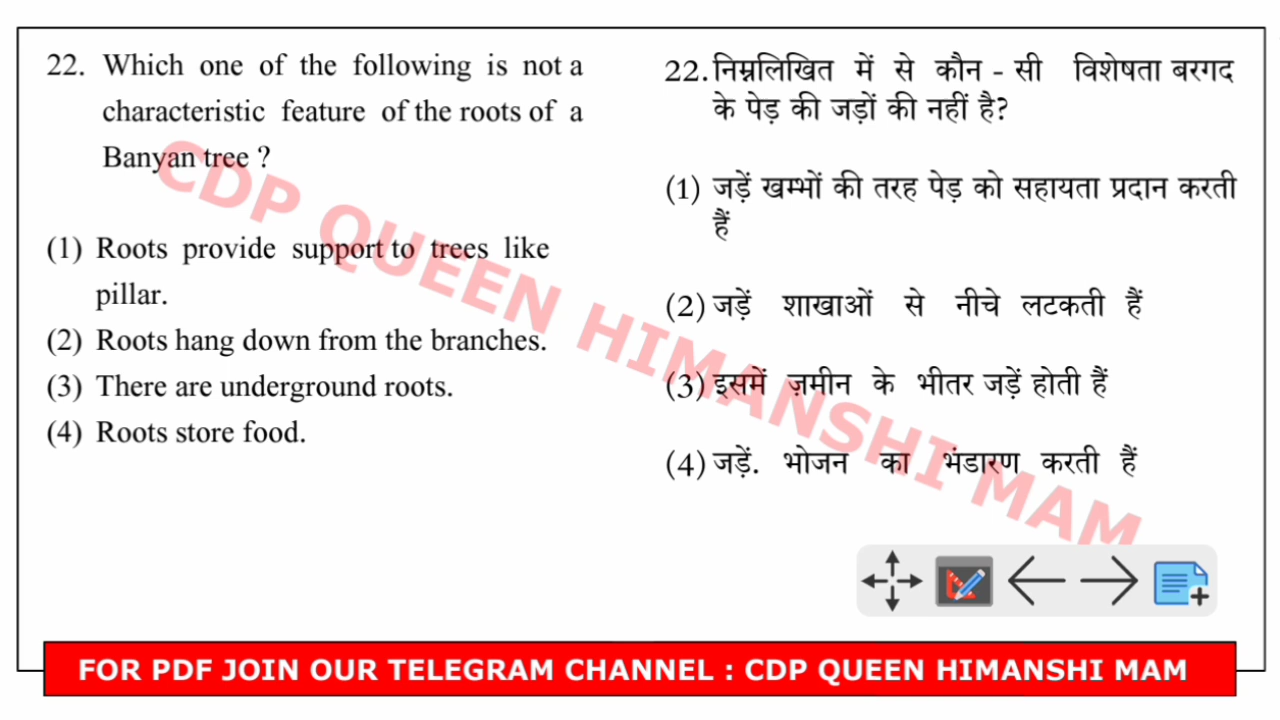 22. Which one of the following is not a
characteristic feature of the roots of a
Banyan tree ?
(1) Roots provide support to trees like
pillar.
(2) Roots hang down from the branches.
(3) There are underground roots.
(4) Roots store food.
22. निम्नलिखित में से कौन - सी विशेषता बरगद
के पेड़ की जड़ों की नहीं है?
(1) जड़ें खम्भों की तरह पेड़ को सहायता प्रदान करती
हैं
(2) जड़ें शाखाओं से नीचे लटकती हैं
(3) इसमें ज़मीन के भीतर जड़ें होती हैं
(4) जड़ें. भोजन का भंडारण करती हैं
CDP QUEEN HIMANSHI MAM
FOR PDF JOIN OUR TELEGRAM CHANNEL : CDP QUEEN HIMANSHI MAM